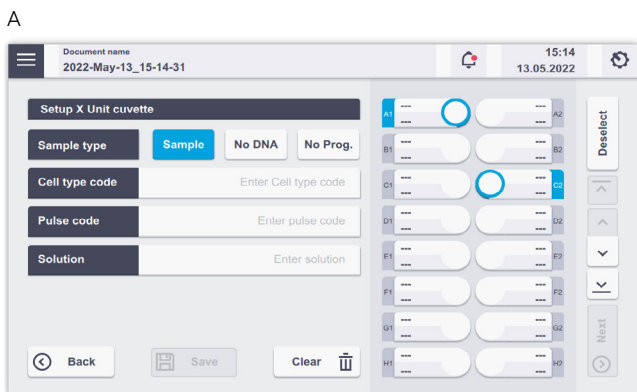 A
Document name
2022-May-13_15-14-31
15:14
13.05.2022
Setup X Unit cuvette
Sample type
Sample
No DNA
No Prog.
Cell type code
Enter Cell type code
Pulse code
Enter pulse code
Solution
Enter solution
Back
Save
Clear
A1 --- --- A2
--- ---
B1 --- --- B2
--- ---
C1 --- --- C2
--- ---
D1 --- --- D2
--- ---
E1 --- --- E2
--- ---
F1 --- --- F2
--- ---
G1 --- --- G2
--- ---
H1 --- --- H2
--- ---
Deselect
Next